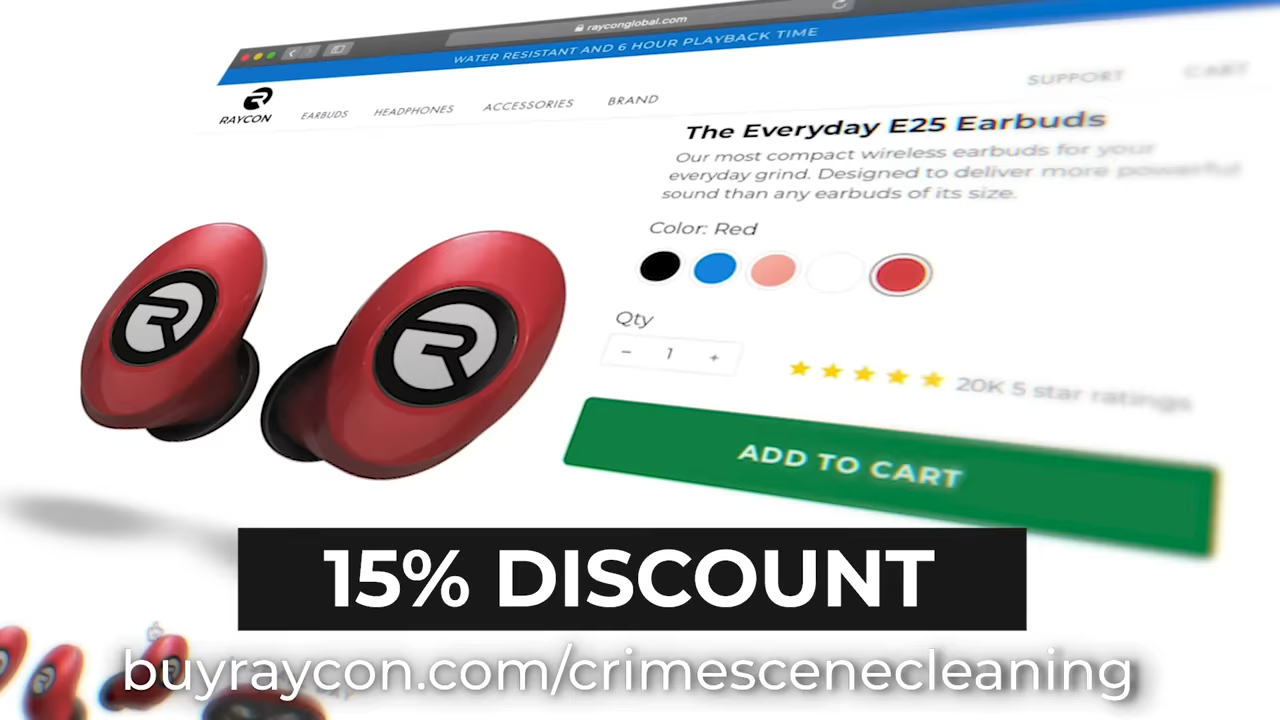 rayconglobal.com
WATER RESISTANT AND 6 HOUR PLAYBACK TIME
RAYCON
EARBUDS HEADPHONES ACCESSORIES BRAND SUPPORT CART
The Everyday E25 Earbuds
Our most compact wireless earbuds for your
everyday grind. Designed to deliver more powerful
sound than any earbuds of its size.
Color: Red
Qty
− 1 +
20K 5 star ratings
ADD TO CART
15% DISCOUNT
buyraycon.com/crimescenecleaning